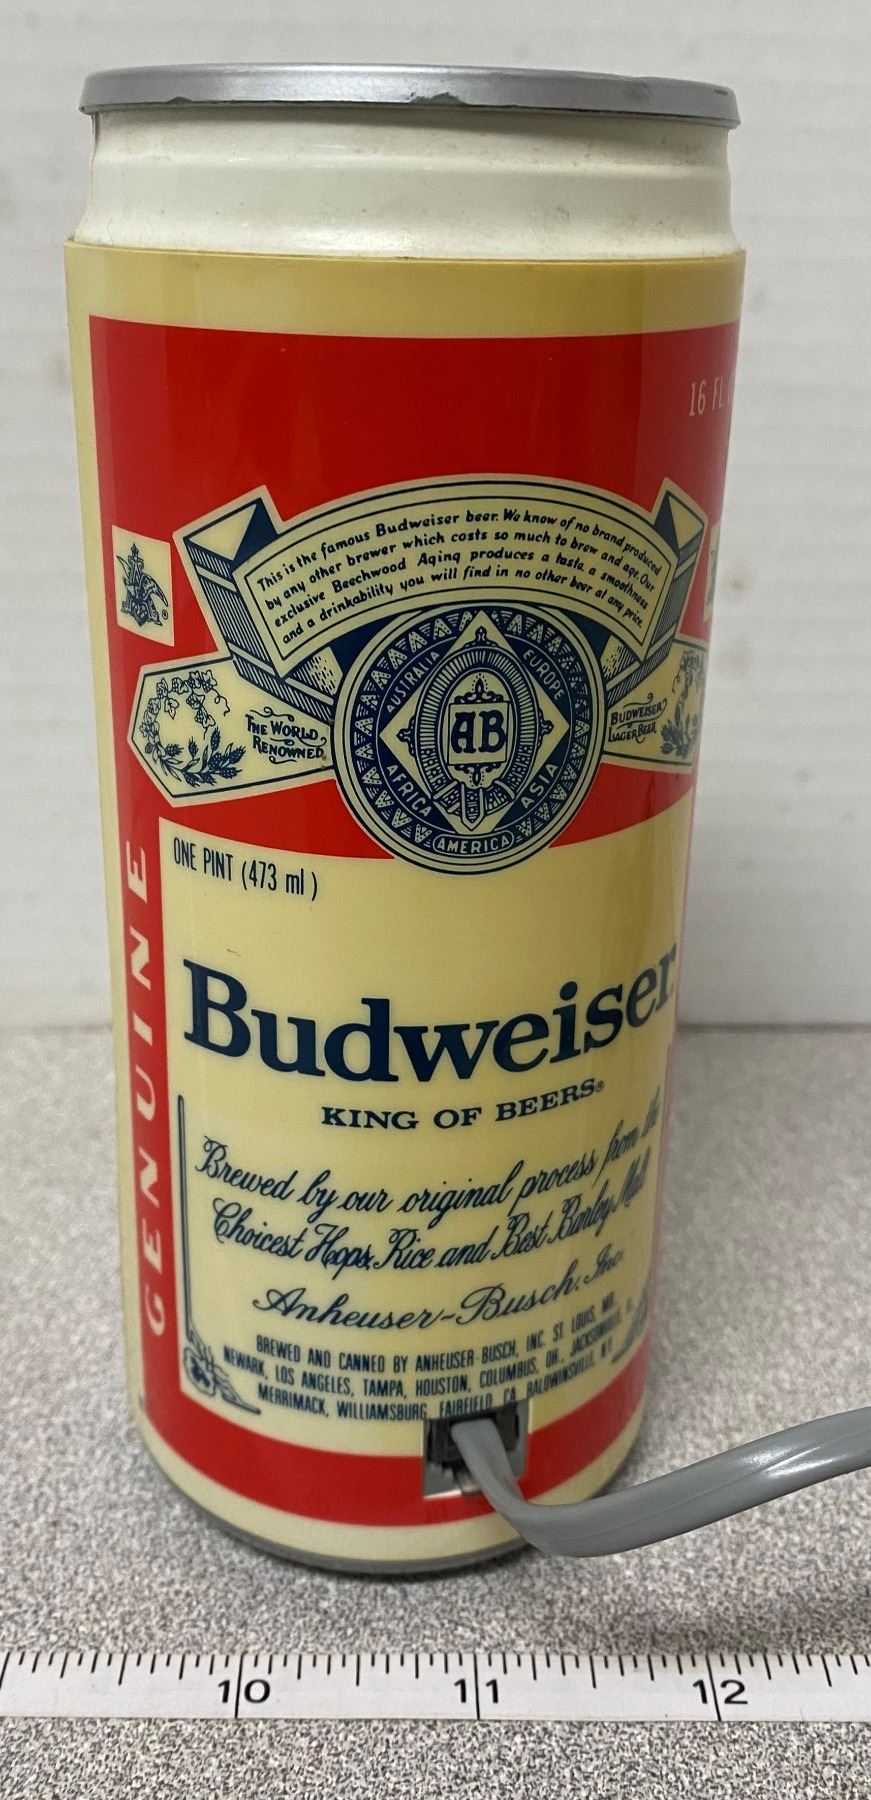 16 FL
This is the famous Budweiser beer. We know of no brand produced
by any other brewer which costs so much to brew and age. Our
exclusive Beechwood Aging produces a taste, a smoothness
and a drinkability you will find in no other beer at any price.
AUSTRALIA
EUROPE
THE WORLD
RENOWNED
AB
BUDWEISER
LAGER BEER
AFRICA
ASIA
AMERICA
ONE PINT (473 ml)
GENUINE
Budweiser
KING OF BEERS®
Brewed by our original process from the
Choicest Hops, Rice and Best Barley Malt
Anheuser-Busch, Inc.
BREWED AND CANNED BY ANHEUSER-BUSCH, INC. ST. LOUIS, MO.
NEWARK, LOS ANGELES, TAMPA, HOUSTON, COLUMBUS, OH., JACKSONVILLE,
MERRIMACK, WILLIAMSBURG, FAIRFIELD, CA, BALDWINSVILLE, N.Y.
10 11 12